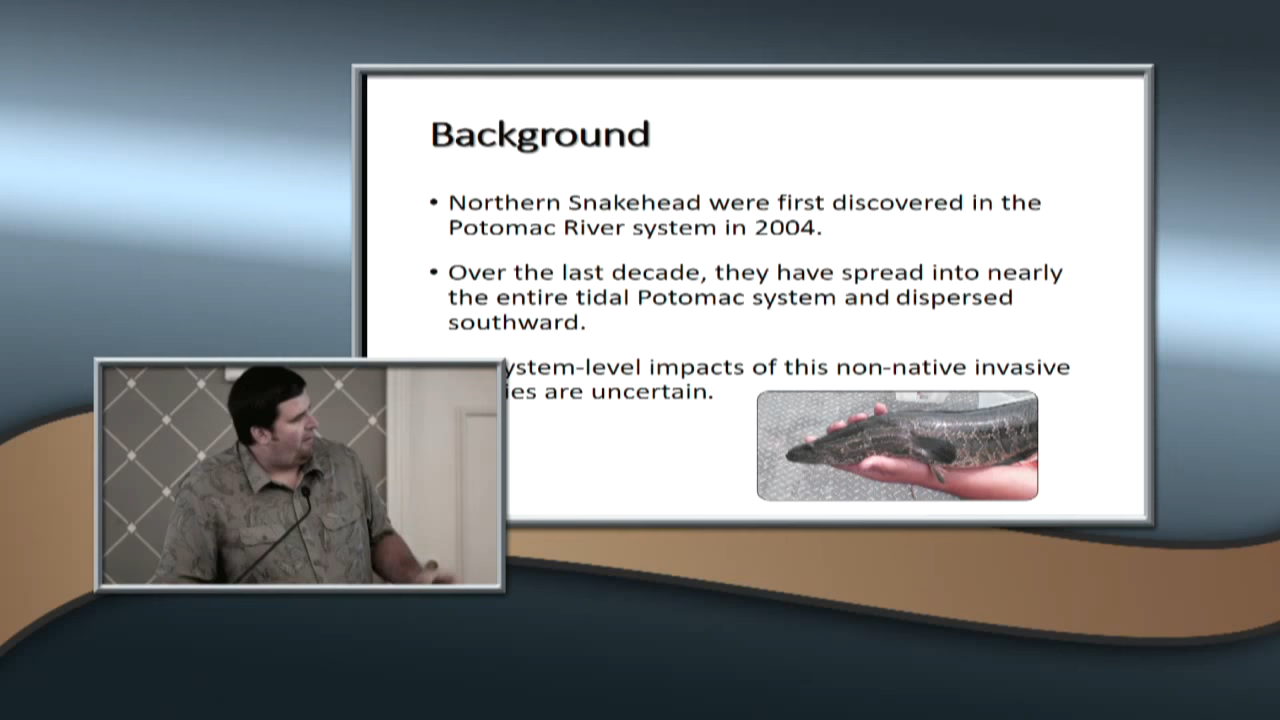 Background
• Northern Snakehead were first discovered in the
Potomac River system in 2004.
• Over the last decade, they have spread into nearly
the entire tidal Potomac system and dispersed
southward.
ystem-level impacts of this non-native invasive
ies are uncertain.